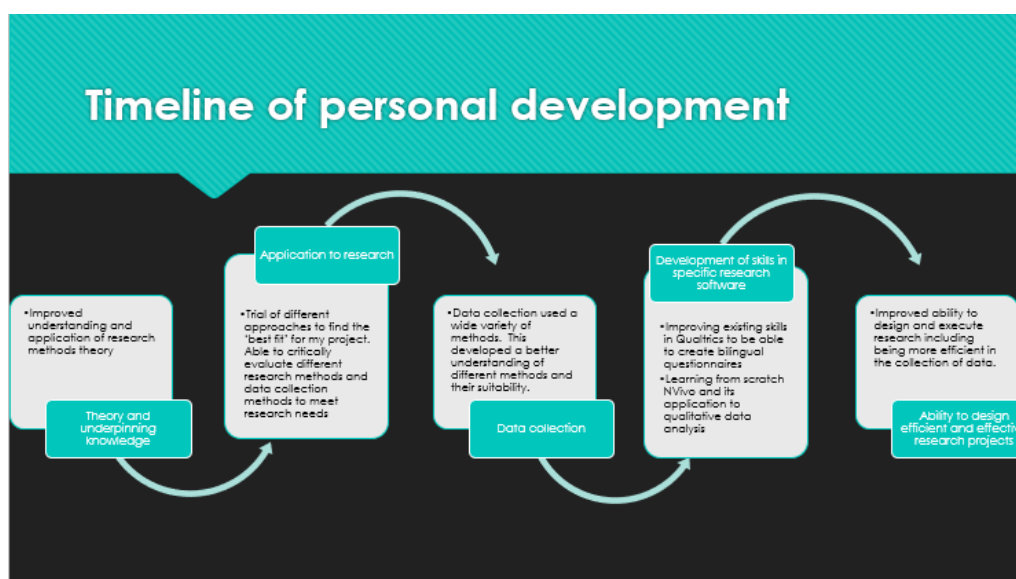 Timeline of personal development
•Improved
understanding and
application of research
methods theory
Theory and
underpinning
knowledge
Application to research
•Trial of different
approaches to find the
'best fit' for my project.
Able to critically
evaluate different
research methods and
data collection
methods to meet
research needs
•Data collection used a
wide variety of
methods. This
developed a better
understanding of
different methods and
their suitability.
Data collection
Development of skills in
specific research
software
•Improving existing skills
in Qualtrics to be able
to create bilingual
questionnaires
•Learning from scratch
NVivo and its
application to
qualitative data
analysis
•Improved ability to
design and execute
research including
being more efficient in
the collection of data.
Ability to design
efficient and effectiv
research projects